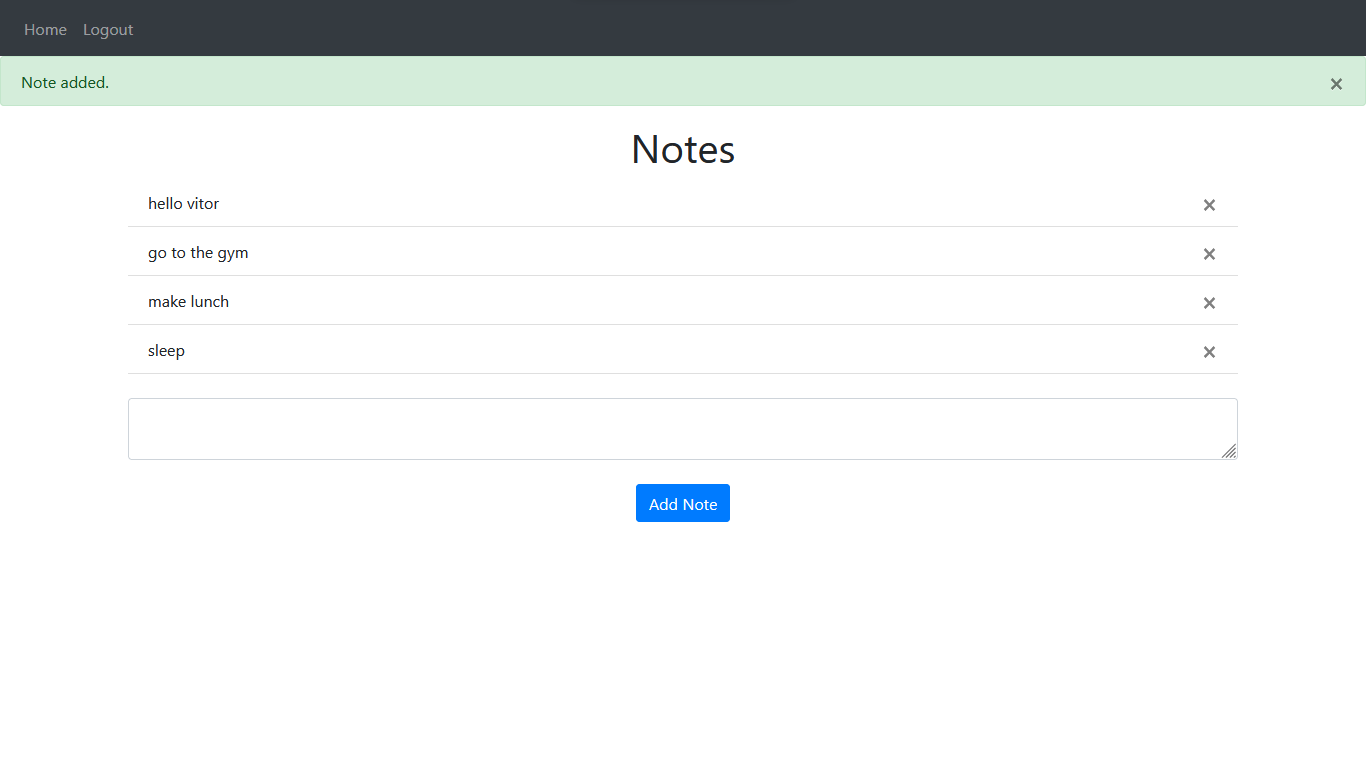 Home Logout
Note added. ×
Notes
hello vitor ×
go to the gym ×
make lunch ×
sleep ×
Add Note